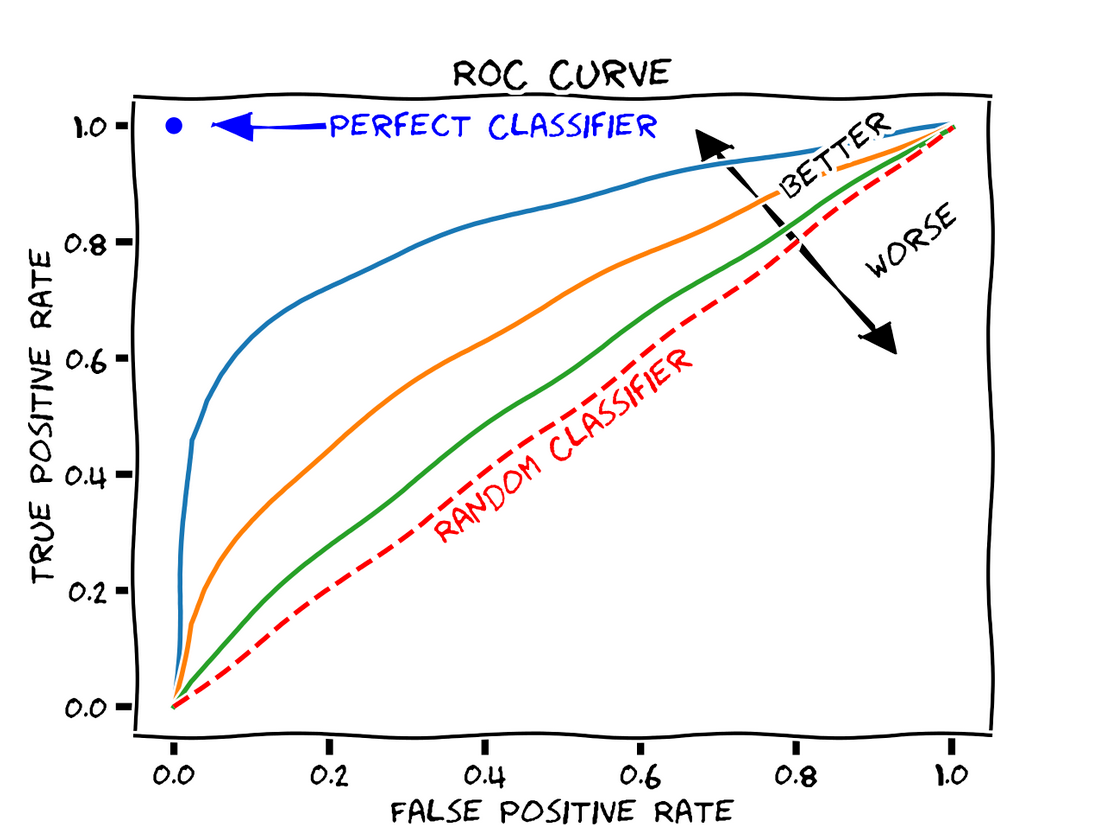 ROC CURVE
PERFECT CLASSIFIER
BETTER
WORSE
RANDOM CLASSIFIER
TRUE POSITIVE RATE
1.0
0.8
0.6
0.4
0.2
0.0
0.0 0.2 0.4 0.6 0.8 1.0
FALSE POSITIVE RATE